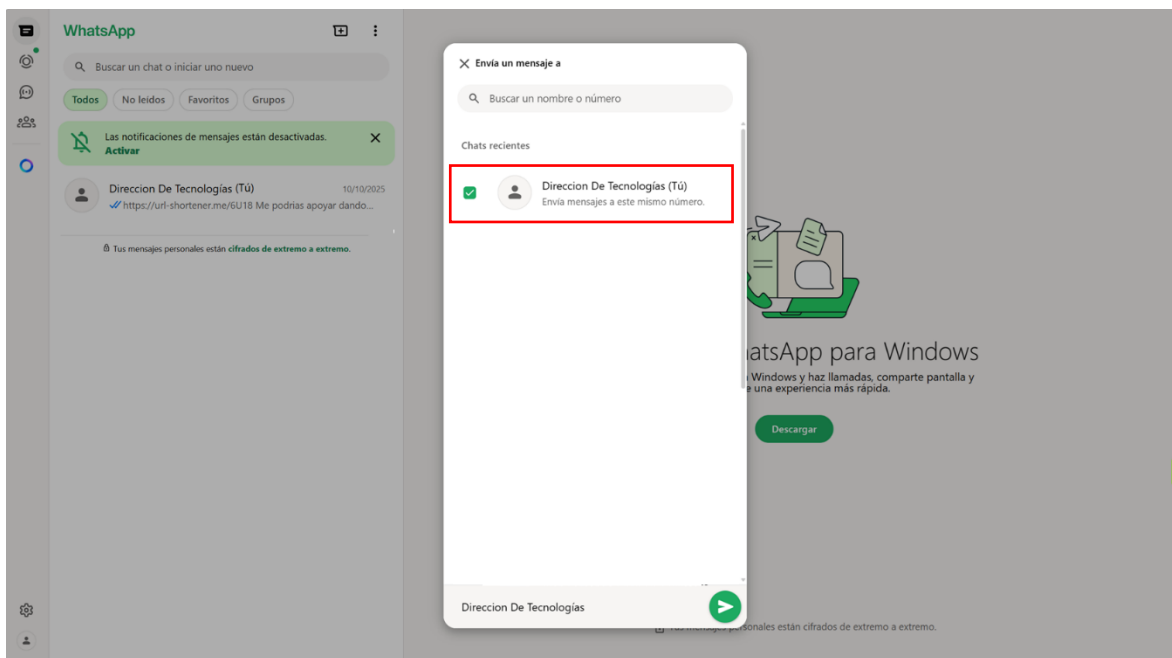 WhatsApp
Buscar un chat o iniciar uno nuevo
Todos
No leídos
Favoritos
Grupos
Las notificaciones de mensajes están desactivadas.
Activar
Direccion De Tecnologías (Tú)
10/10/2025
https://url-shortener.me/6U18 Me podrias apoyar dando...
Tus mensajes personales están cifrados de extremo a extremo.
Envía un mensaje a
Buscar un nombre o número
Chats recientes
Direccion De Tecnologías (Tú)
Envía mensajes a este mismo número.
Direccion De Tecnologías
atsApp para Windows
Windows y haz llamadas, comparte pantalla y
una experiencia más rápida.
Descargar
Tus mensajes personales están cifrados de extremo a extremo.